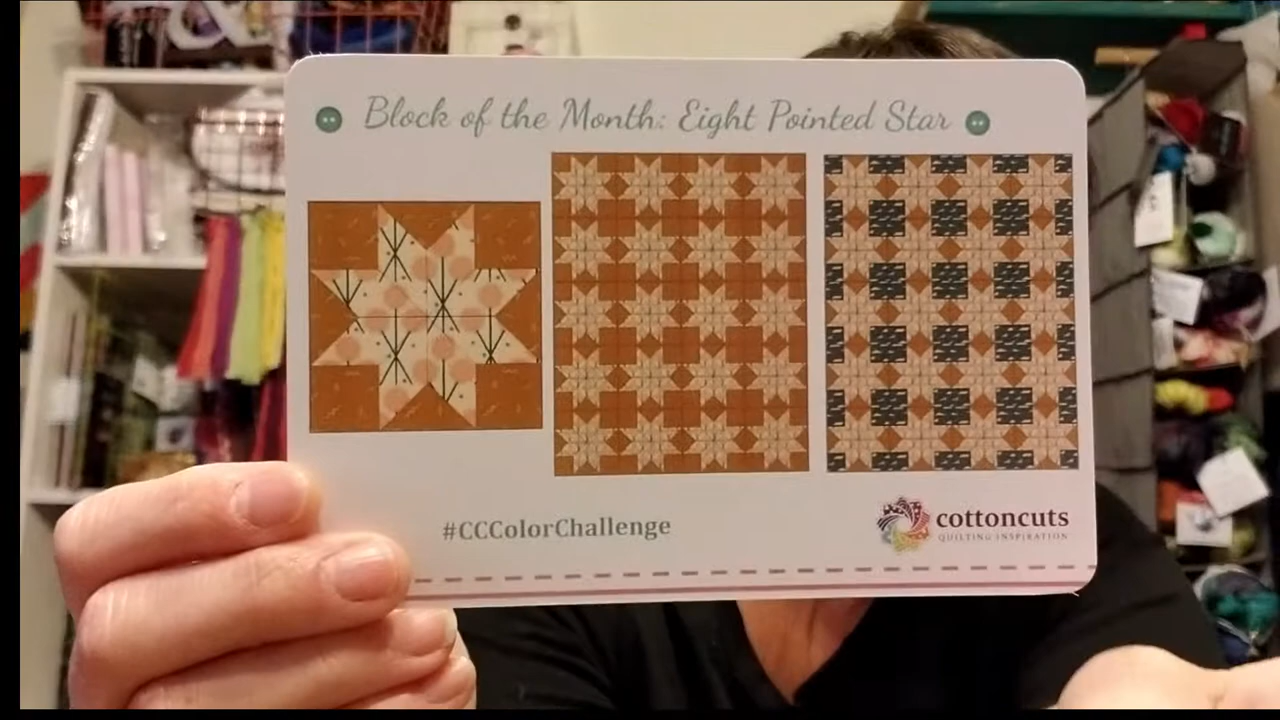 Block of the Month: Eight Pointed Star
#CCColorChallenge
cottoncuts
QUILTING INSPIRATION